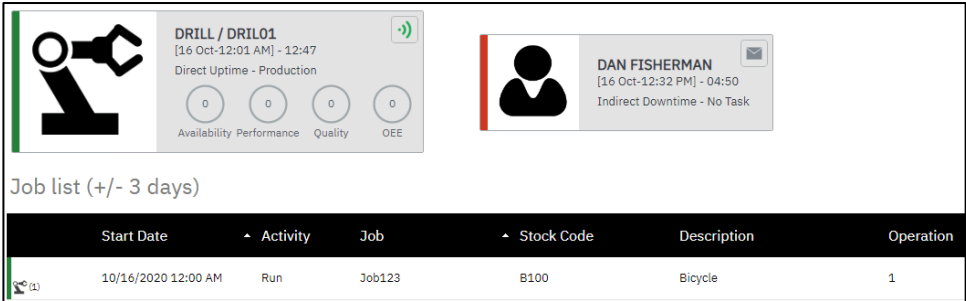 DRILL / DRIL01
[16 Oct-12:01 AM] - 12:47
Direct Uptime - Production
0 0 0 0
Availability Performance Quality OEE
DAN FISHERMAN
[16 Oct-12:32 PM] - 04:50
Indirect Downtime - No Task
Job list (+/- 3 days)
Start Date Activity Job Stock Code Description Operation
(1) 10/16/2020 12:00 AM Run Job123 B100 Bicycle 1